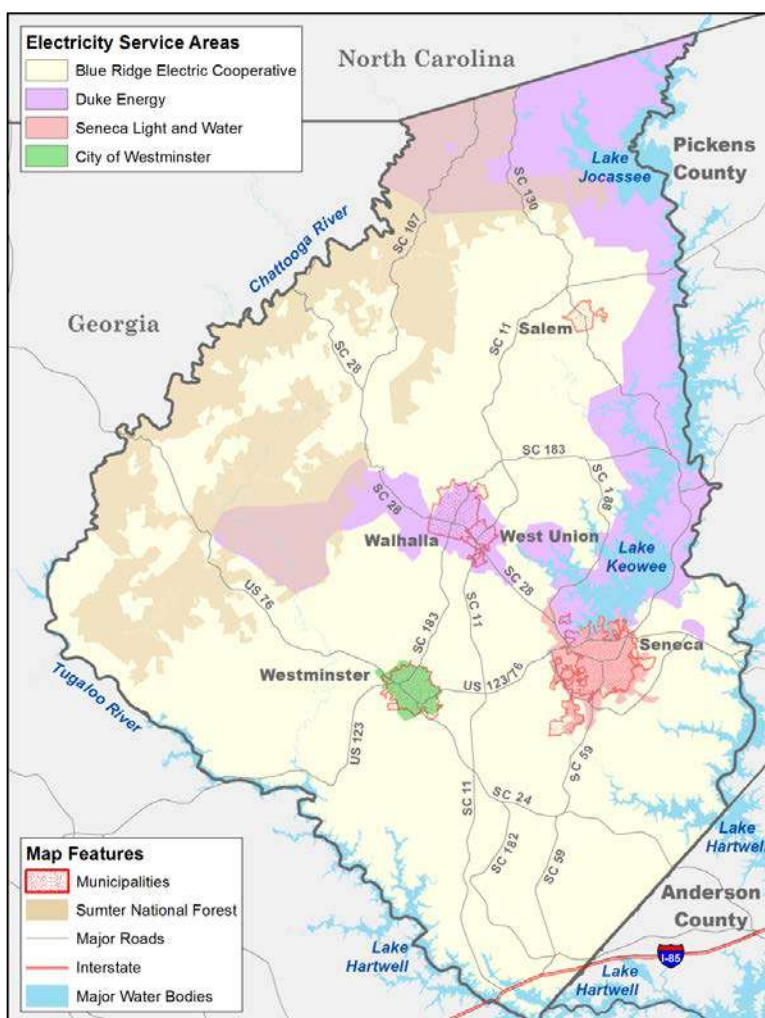 Electricity Service Areas
Blue Ridge Electric Cooperative
Duke Energy
Seneca Light and Water
City of Westminster
North Carolina
Pickens
County
Lake
Jocassee
SC 130
SC 107
Chattooga River
Georgia
Salem
SC 11
SC 28
SC 183
SC 188
SC 28
Walhalla
West Union
Lake
Keowee
SC 28
US 76
SC 183
SC 11
Seneca
Westminster
US 123/76
Tugaloo River
US 123
SC 59
SC 24
SC 11
SC 182
SC 59
Lake
Hartwell
Anderson
County
I-85
Lake
Hartwell
Lake
Hartwell
Map Features
Municipalities
Sumter National Forest
Major Roads
Interstate
Major Water Bodies